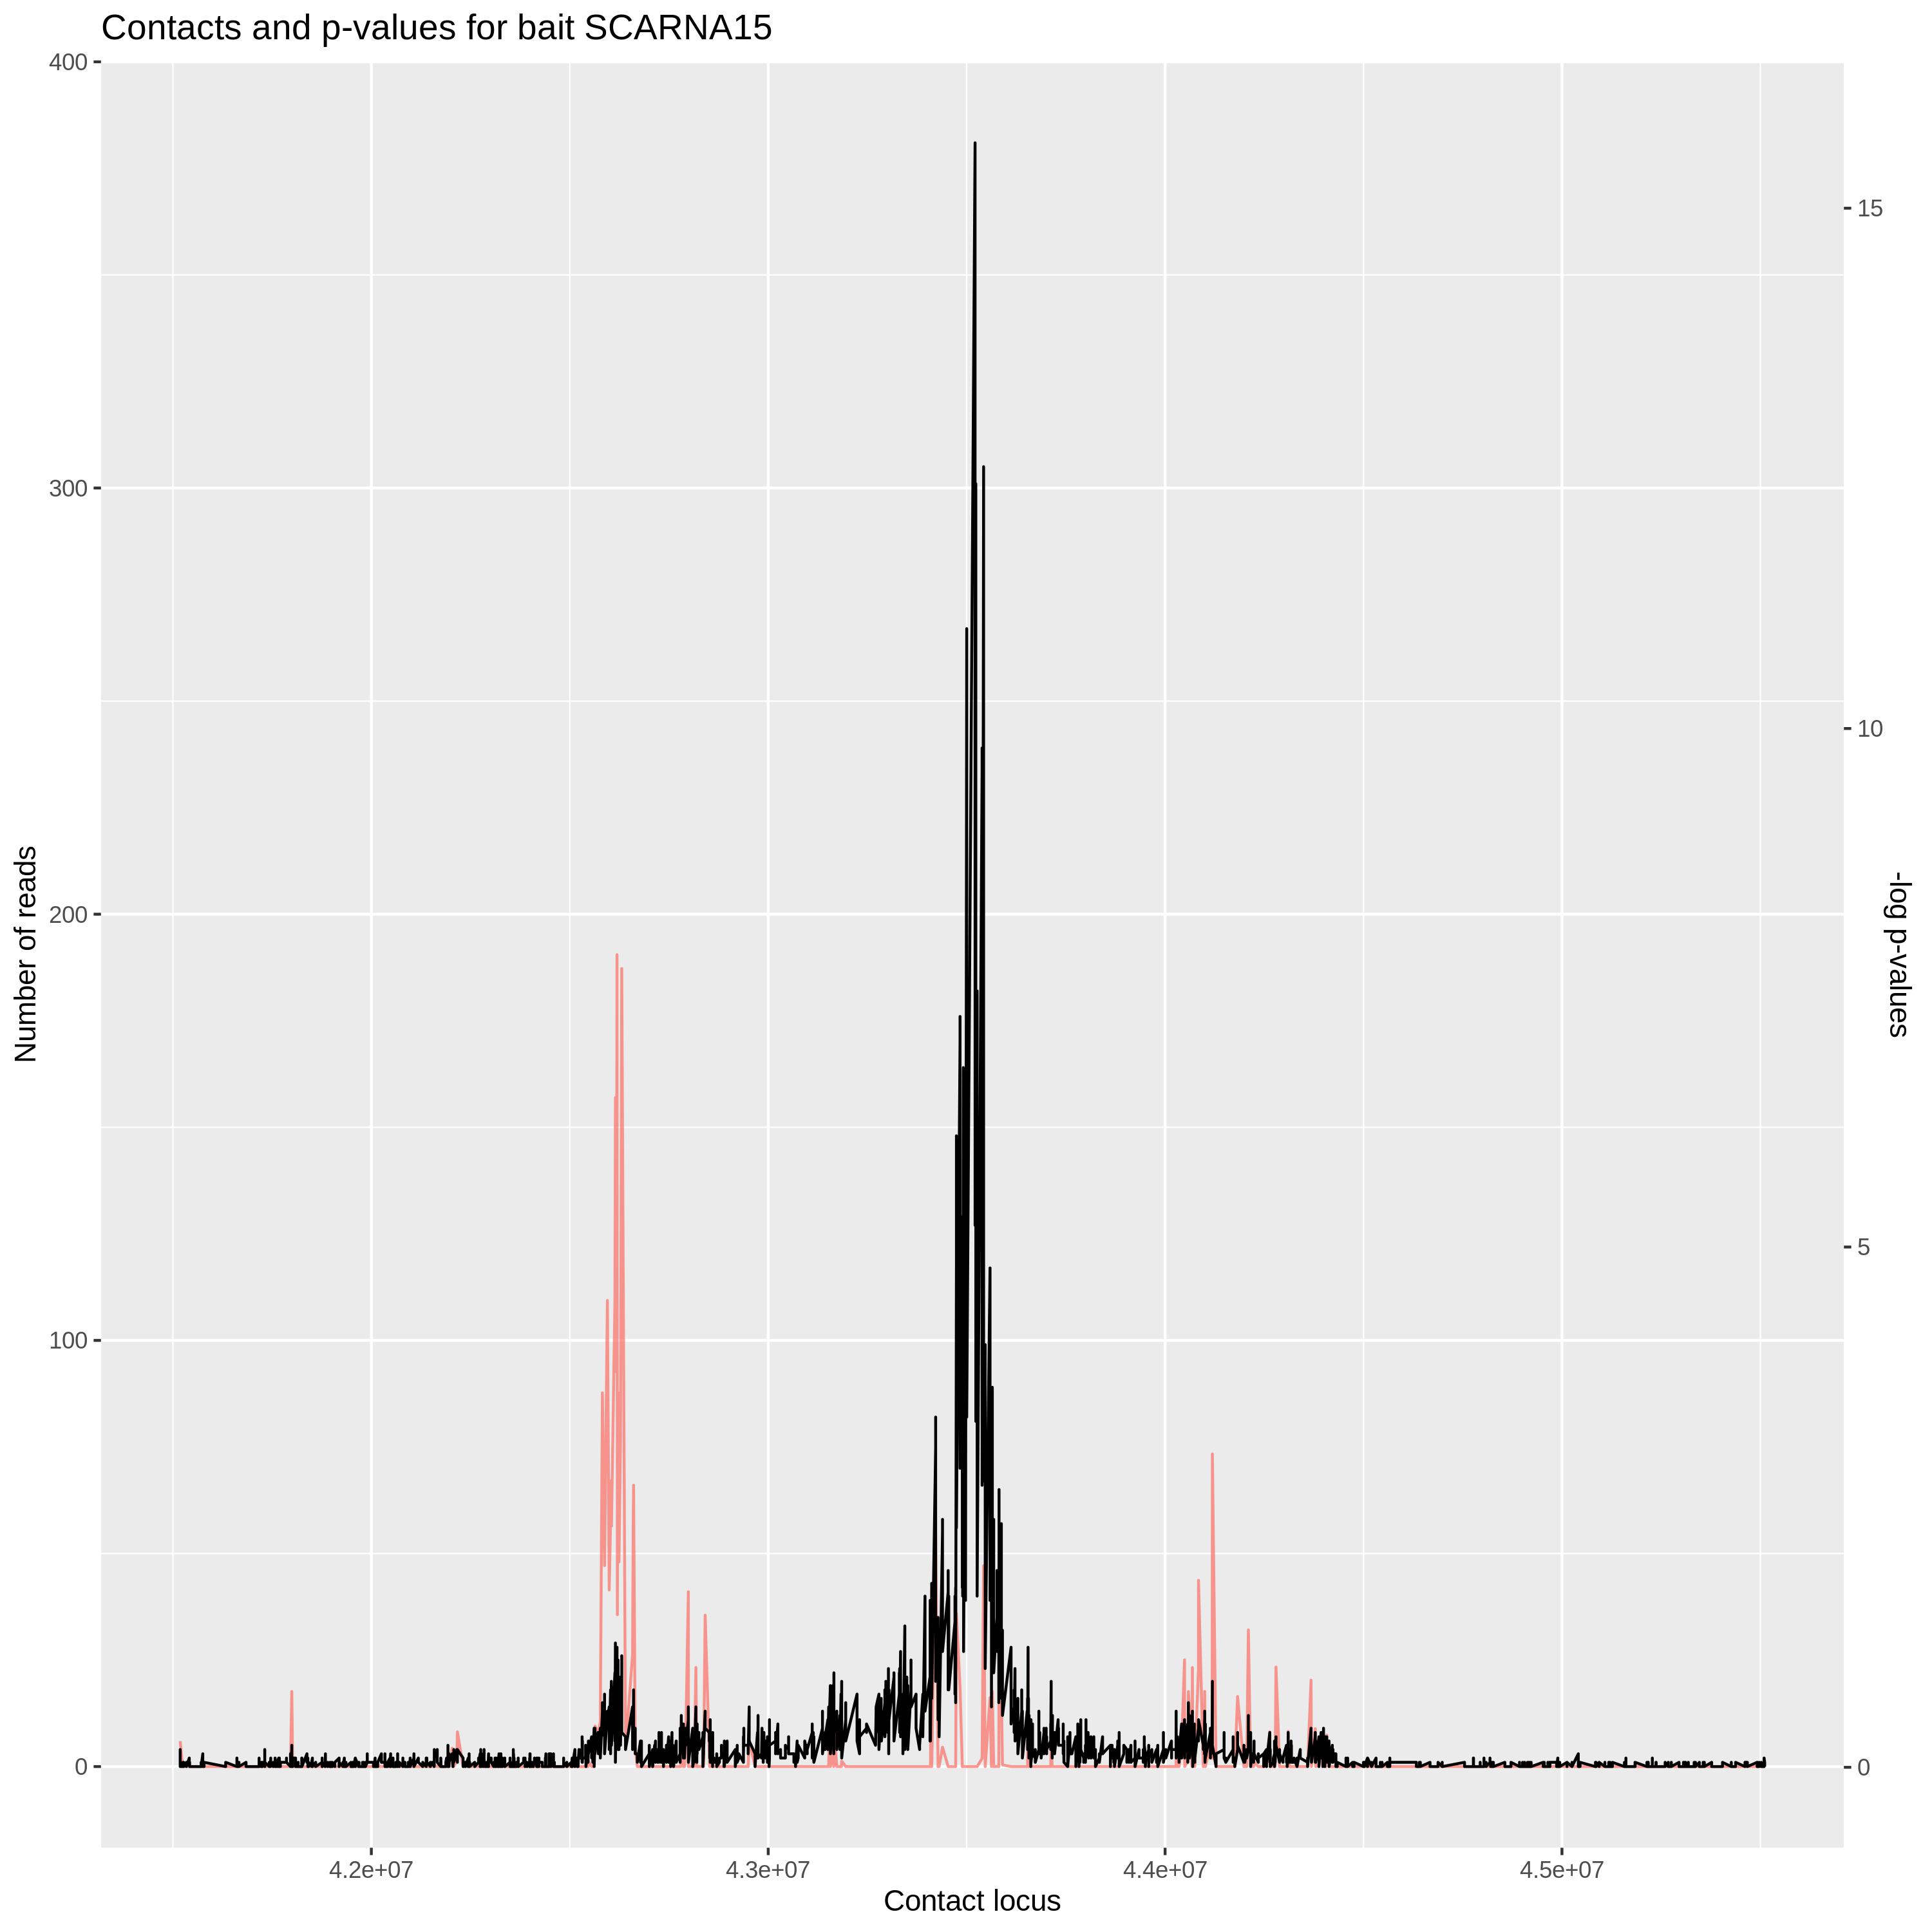 Contacts and p-values for bait SCARNA15
400
300
200
100
0
Number of reads
15
10
5
0
-log p-values
4.2e+07
4.3e+07
4.4e+07
4.5e+07
Contact locus